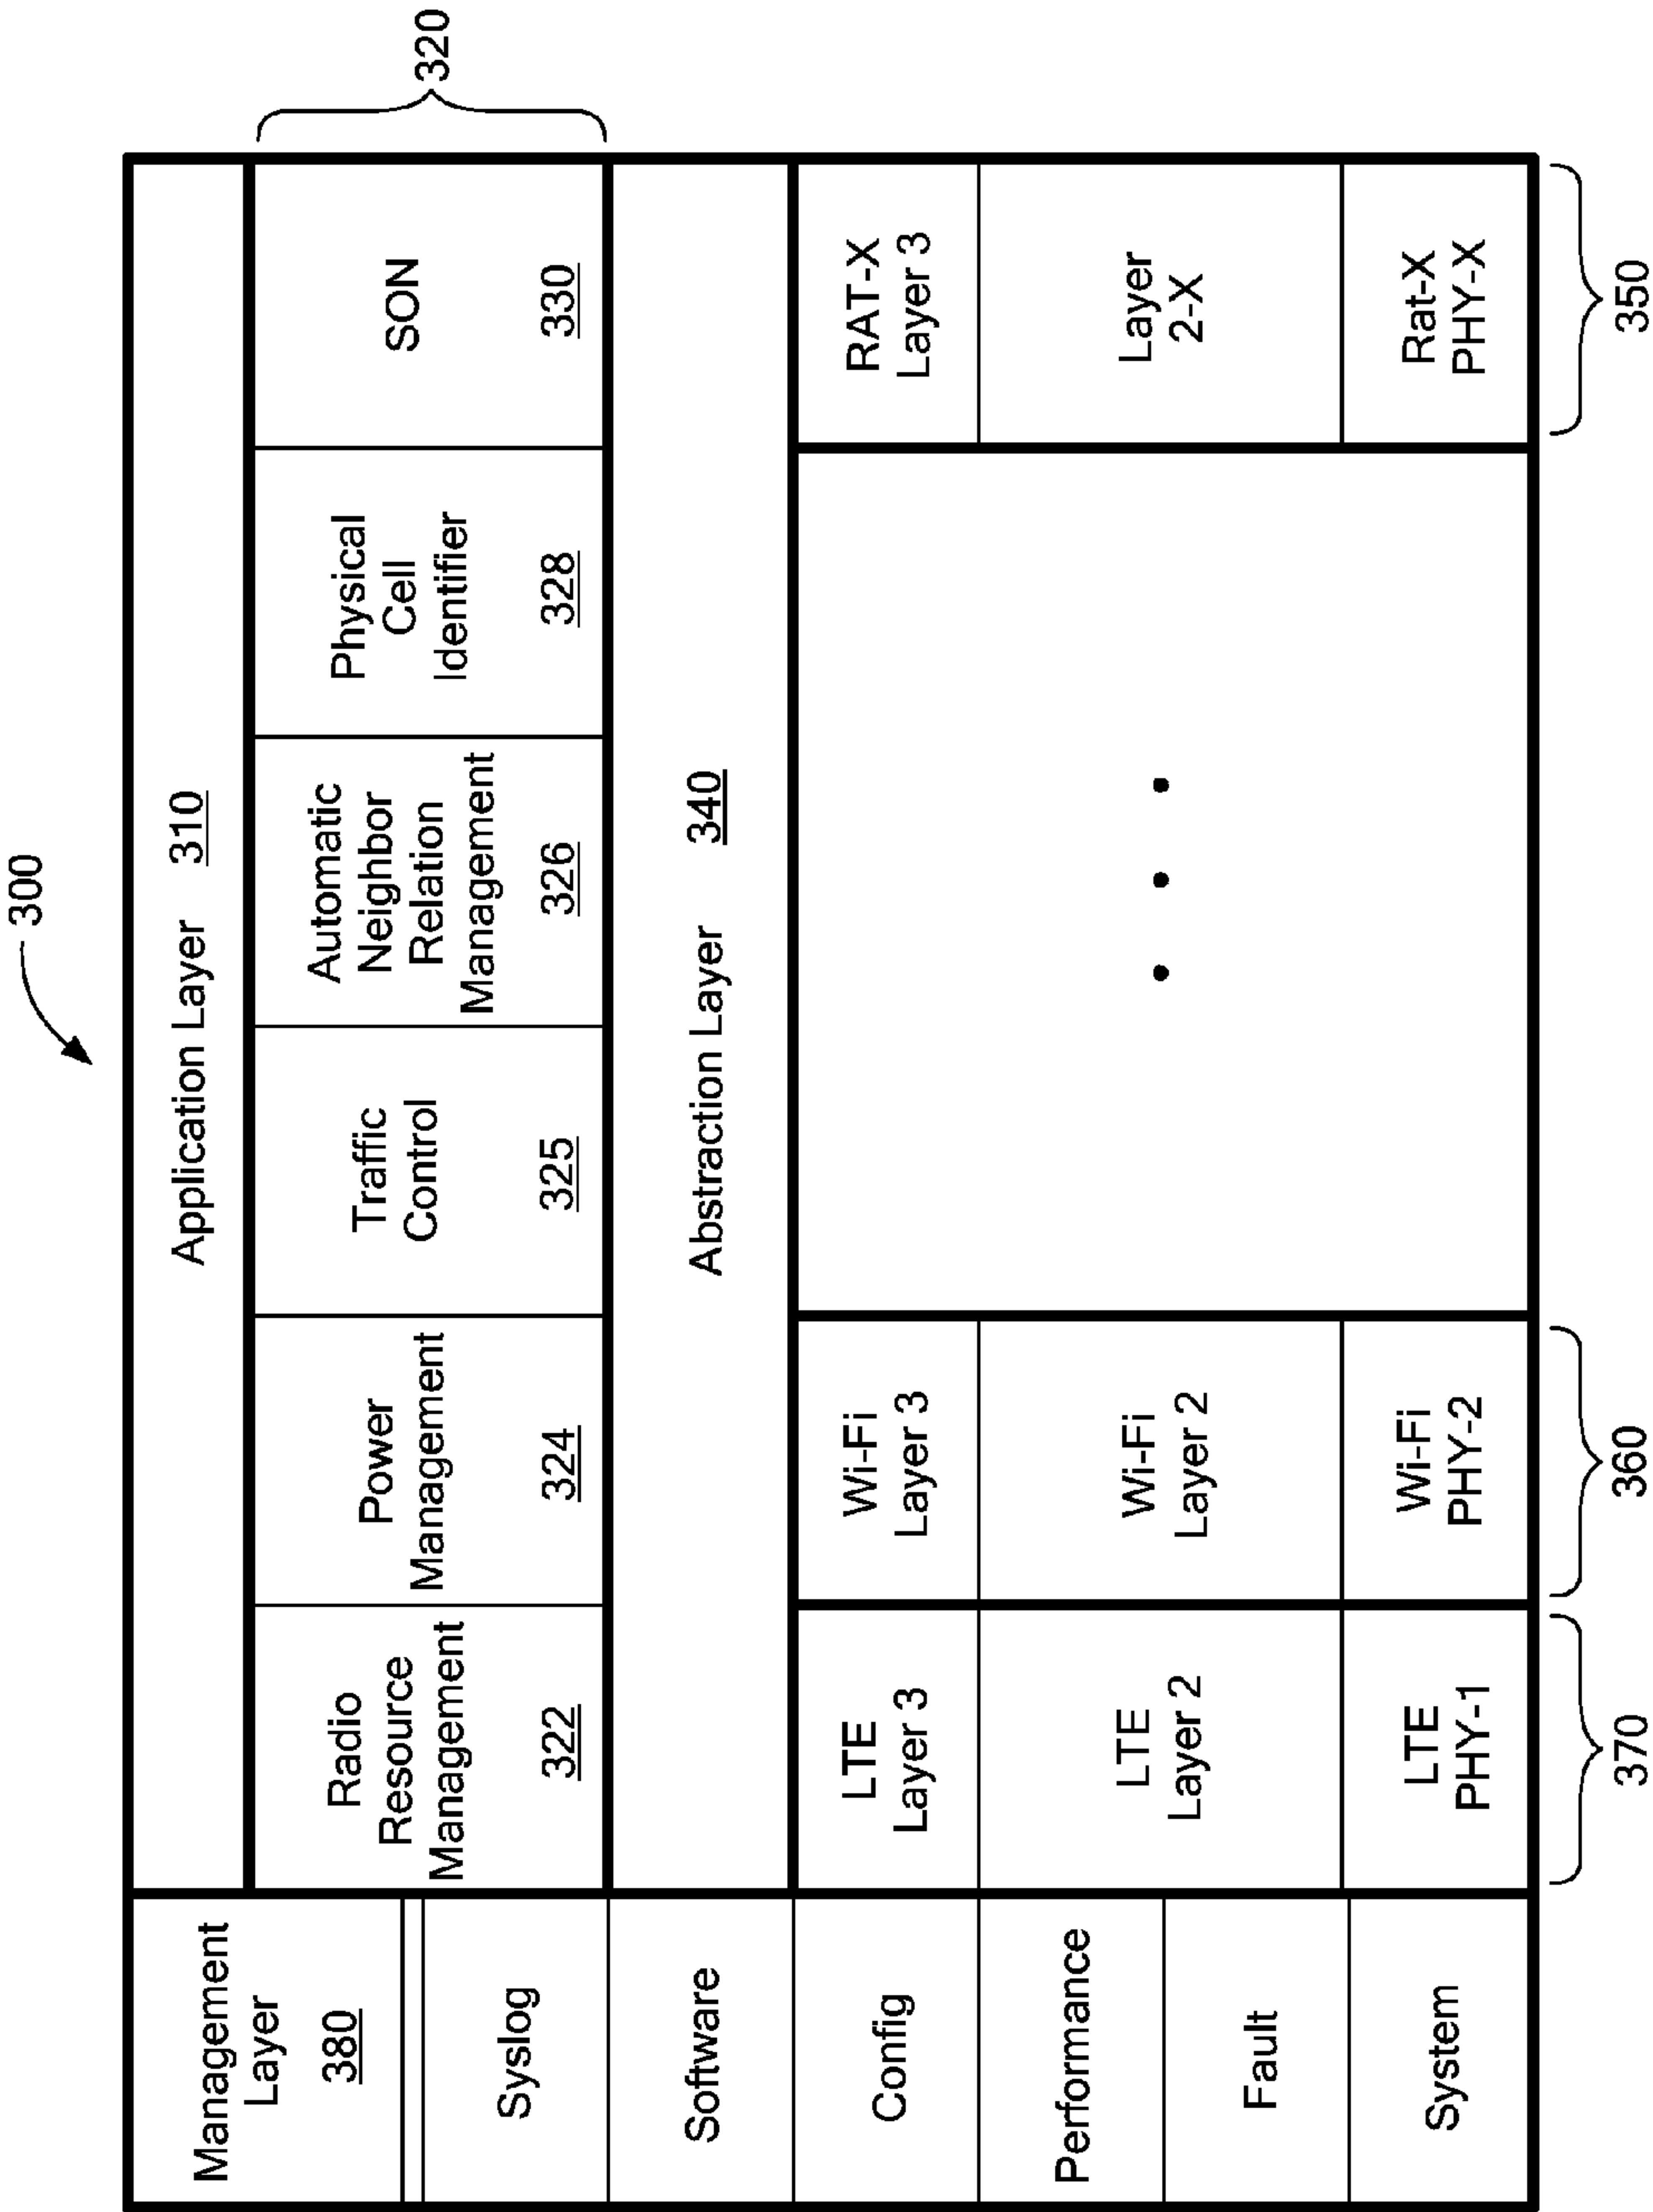 300
Management
Layer
380
Syslog
Software
Config
Performance
Fault
System
Application Layer 310
Radio
Resource
Management
322
Power
Management
324
Traffic
Control
325
Automatic
Neighbor
Relation
Management
326
Physical
Cell
Identifier
328
SON
330
320
Abstraction Layer 340
LTE
Layer 3
LTE
Layer 2
LTE
PHY-1
Wi-Fi
Layer 3
Wi-Fi
Layer 2
Wi-Fi
PHY-2
• • •
RAT-X
Layer 3
Layer
2-X
Rat-X
PHY-X
370
360
350